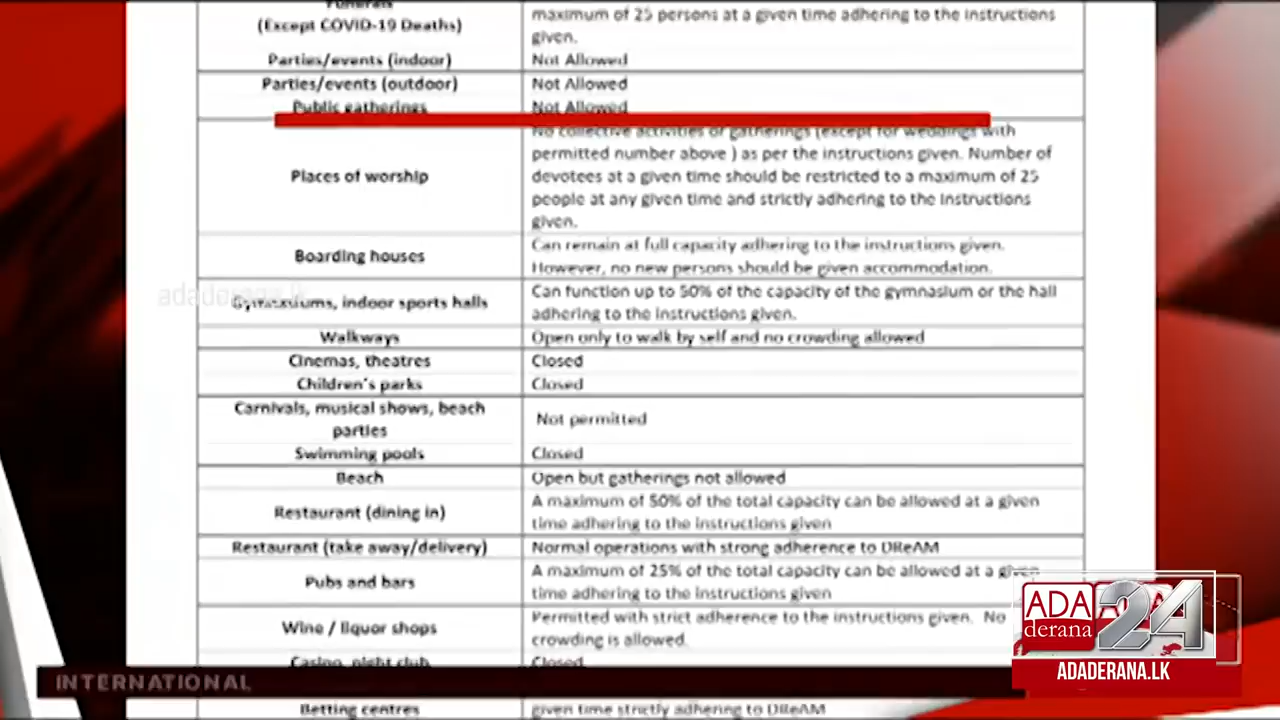 Funerals
(Except COVID-19 Deaths)
maximum of 25 persons at a given time adhering to the instructions
given.
Parties/events (indoor)
Not Allowed
Parties/events (outdoor)
Not Allowed
Public gatherings
Not Allowed
Places of worship
No collective activities or gatherings (except for weddings with
permitted number above ) as per the instructions given. Number of
devotees at a given time should be restricted to a maximum of 25
people at any given time and strictly adhering to the instructions
given.
Boarding houses
Can remain at full capacity adhering to the instructions given.
However, no new persons should be given accommodation.
adaderana.lk
Gymnasiums, indoor sports halls
Can function up to 50% of the capacity of the gymnasium or the hall
adhering to the instructions given.
Walkways
Open only to walk by self and no crowding allowed
Cinemas, theatres
Closed
Children's parks
Closed
Carnivals, musical shows, beach
parties
Not permitted
Swimming pools
Closed
Beach
Open but gatherings not allowed
Restaurant (dining in)
A maximum of 50% of the total capacity can be allowed at a given
time adhering to the instructions given
Restaurant (take away/delivery)
Normal operations with strong adherence to DReAM
Pubs and bars
A maximum of 25% of the total capacity can be allowed at a given
time adhering to the instructions given
Wine / liquor shops
Permitted with strict adherence to the instructions given. No
crowding is allowed.
Casino, night club
Closed
Betting centres
given time strictly adhering to DReAM
INTERNATIONAL
ADA
derana
24
ADADERANA.LK